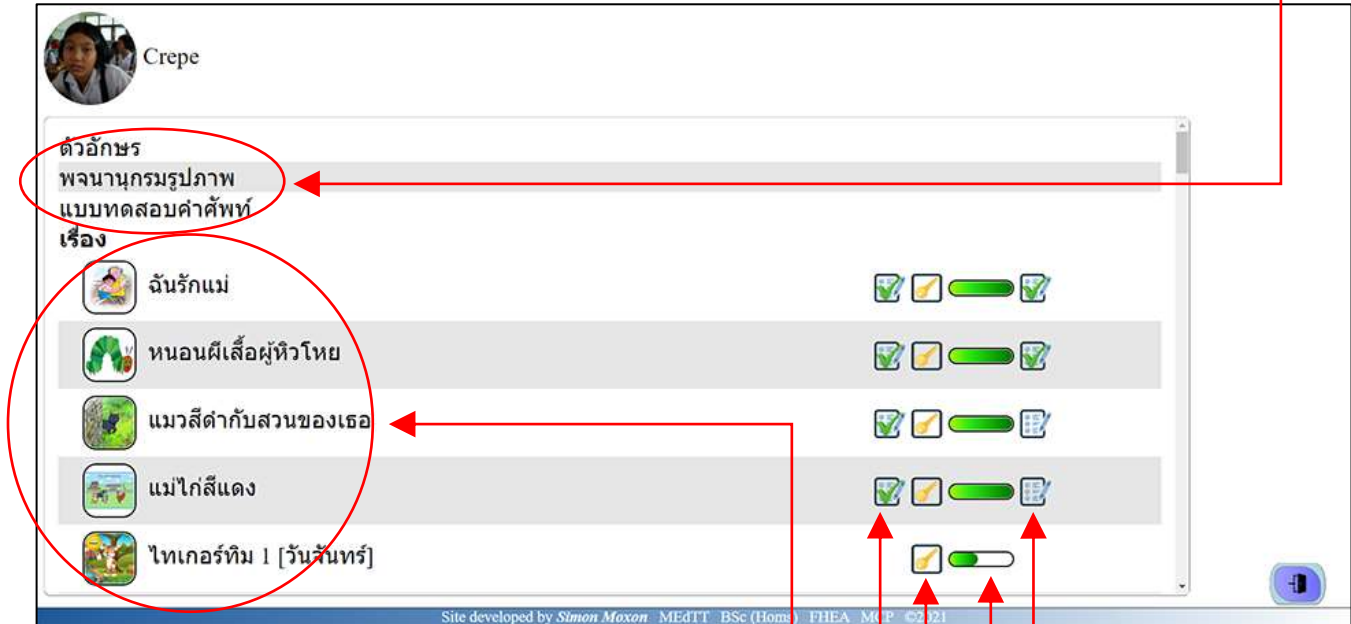 Crepe
ตัวอักษร
พจนานุกรมรูปภาพ
แบบทดสอบคำศัพท์
เรื่อง
ฉันรักแม่
หนอนผีเสื้อผู้หิวโหย
แมวสีดำกับสวนของเธอ
แม่ไก่สีแดง
ไทเกอร์ทิม 1 [วันจันทร์]
Site developed by Simon Moxon MEdTT BSc (Homs) FHEA MCP ©2021